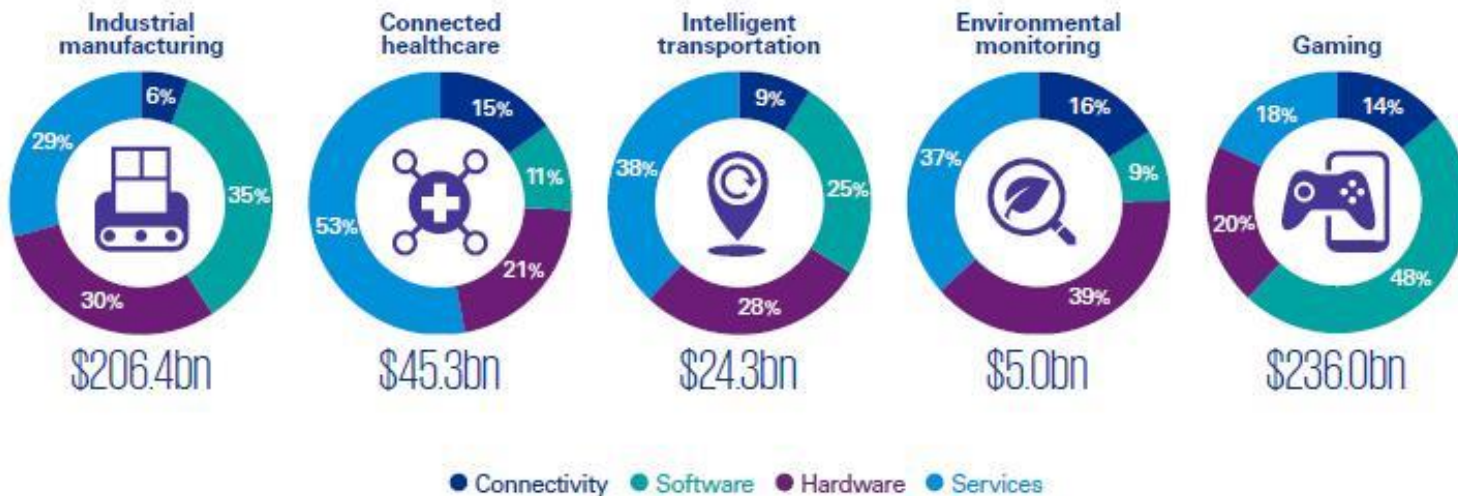 Industrial
manufacturing
6%
35%
30%
29%
$206.4bn
Connected
healthcare
15%
11%
21%
53%
$45.3bn
Intelligent
transportation
9%
25%
28%
38%
$24.3bn
Environmental
monitoring
16%
9%
39%
37%
$5.0bn
Gaming
14%
48%
20%
18%
$236.0bn
Connectivity Software Hardware Services